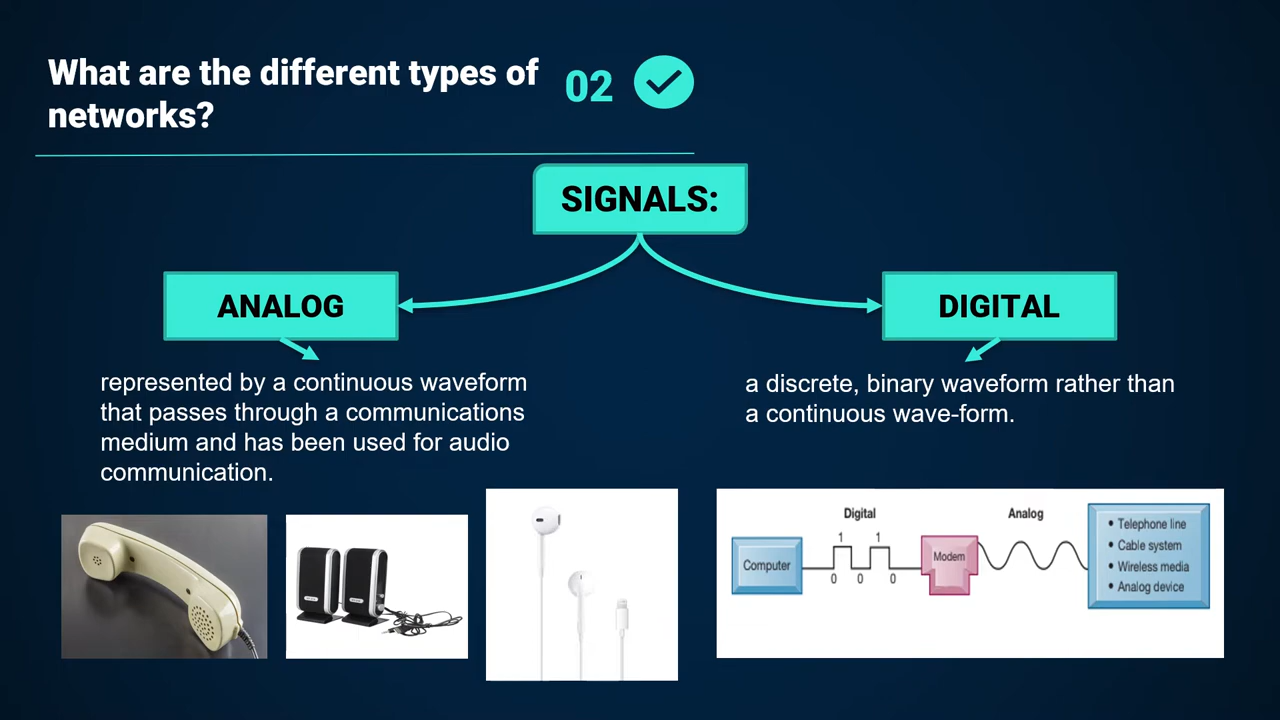 What are the different types of
networks?
02
SIGNALS:
ANALOG
DIGITAL
represented by a continuous waveform
that passes through a communications
medium and has been used for audio
communication.
a discrete, binary waveform rather than
a continuous wave-form.
Digital
Analog
Computer
1 1
0 0 0
Modem
• Telephone line
• Cable system
• Wireless media
• Analog device